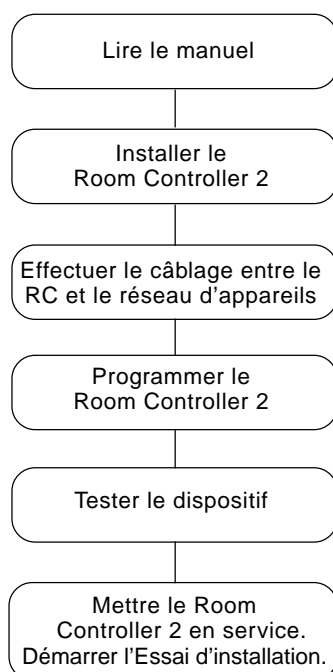 Lire le manuel
Installer le
Room Controller 2
Effectuer le câblage entre le
RC et le réseau d'appareils
Programmer le
Room Controller 2
Tester le dispositif
Mettre le Room
Controller 2 en service.
Démarrer l'Essai d'installation.